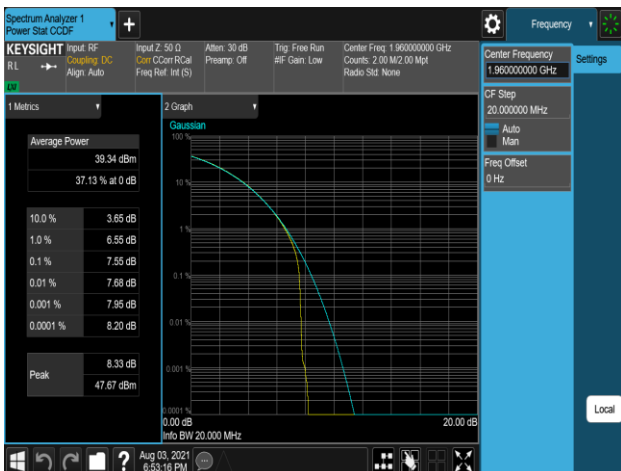 Spectrum Analyzer 1
Power Stat CCDF
Frequency
KEYSIGHT
RL
LXI
Input: RF
Coupling: DC
Align: Auto
Input Z: 50 Ω
Corr CCorr RCal
Freq Ref: Int (S)
Atten: 30 dB
Preamp: Off
Trig: Free Run
#IF Gain: Low
Center Freq: 1.960000000 GHz
Counts: 2.00 M/2.00 Mpt
Radio Std: None
Center Frequency
1.960000000 GHz
Settings
CF Step
20.000000 MHz
Auto
Man
Freq Offset
0 Hz
Local
1 Metrics
Average Power
39.34 dBm
37.13 % at 0 dB
10.0 % 3.65 dB
1.0 % 6.55 dB
0.1 % 7.55 dB
0.01 % 7.68 dB
0.001 % 7.95 dB
0.0001 % 8.20 dB
Peak
8.33 dB
47.67 dBm
2 Graph
Gaussian
100 %
10 %
1 %
0.1 %
0.01 %
0.001 %
0.0001 %
0.00 dB 20.00 dB
Info BW 20.000 MHz
?
Aug 03, 2021
6:53:16 PM